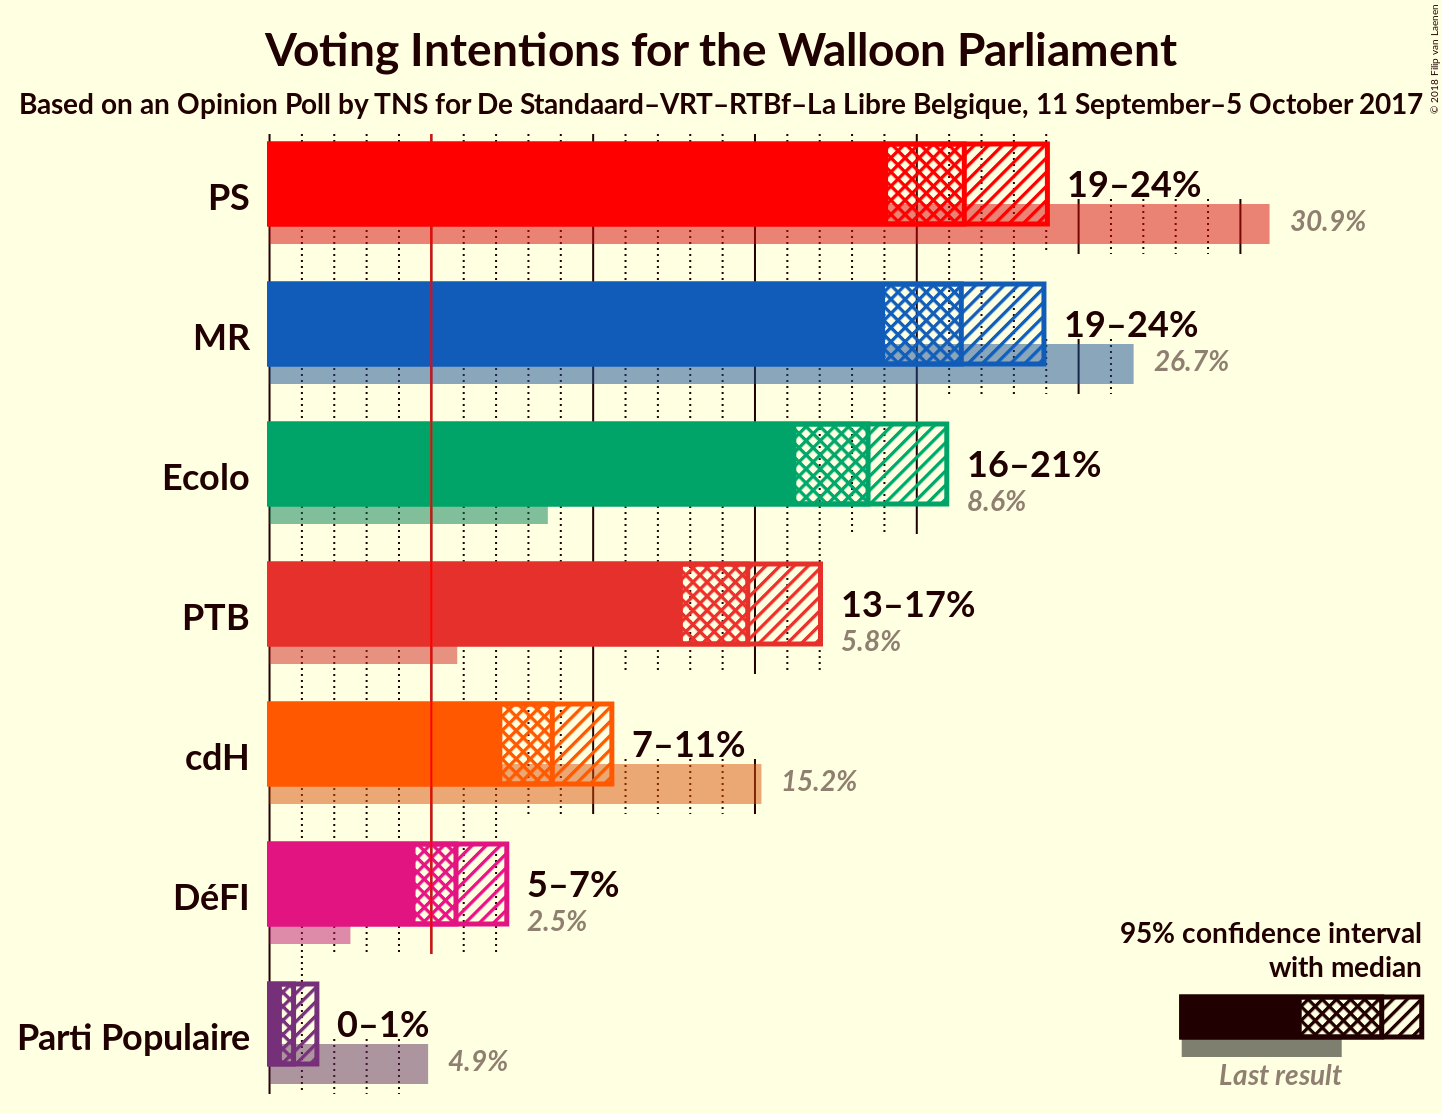 Voting Intentions for the Walloon Parliament
Based on an Opinion Poll by TNS for De Standaard–VRT–RTBf–La Libre Belgique, 11 September–5 October 2017
© 2018 Filip van Laenen
PS
19–24%
30.9%
MR
19–24%
26.7%
Ecolo
16–21%
8.6%
PTB
13–17%
5.8%
cdH
7–11%
15.2%
DéFI
5–7%
2.5%
Parti Populaire
0–1%
4.9%
95% confidence interval
with median
Last result